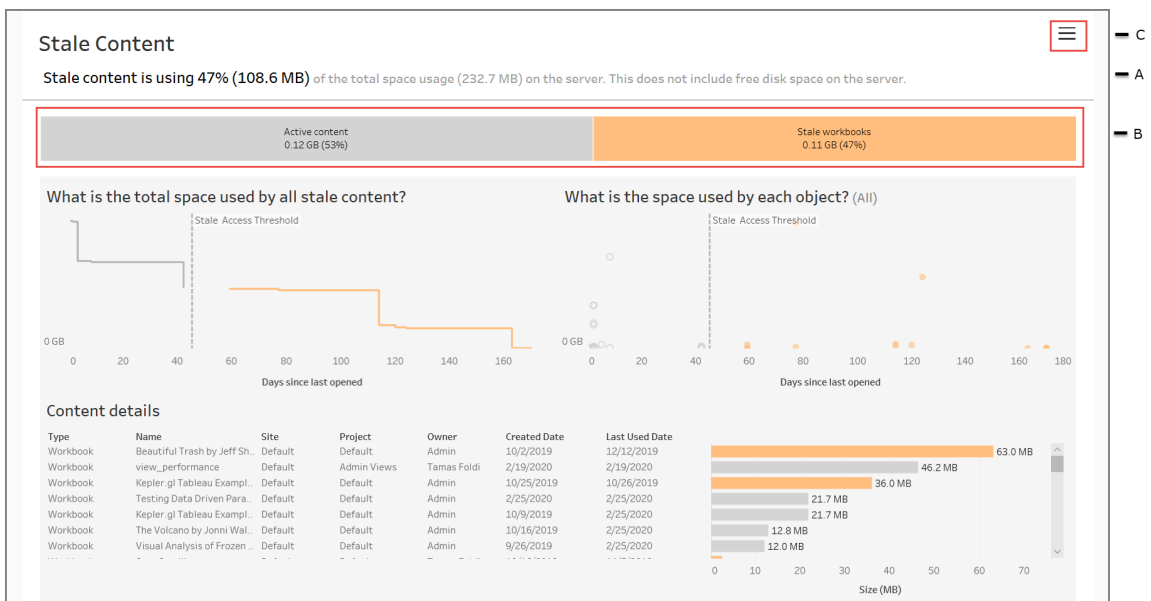 Stale Content
C
Stale content is using 47% (108.6 MB) of the total space usage (232.7 MB) on the server. This does not include free disk space on the server.
A
Active content
0.12 GB (53%)
Stale workbooks
0.11 GB (47%)
B
What is the total space used by all stale content?
Stale Access Threshold
0 GB
0 20 40 60 80 100 120 140 160
Days since last opened
What is the space used by each object? (All)
Stale Access Threshold
0 GB
0 20 40 60 80 100 120 140 160 180
Days since last opened
Content details
Type Name Site Project Owner Created Date Last Used Date
Workbook Beautiful Trash by Jeff Sh.. Default Default Admin 10/2/2019 12/12/2019 63.0 MB
Workbook view_performance Default Admin Views Tamas Foldi 2/19/2020 2/19/2020 46.2 MB
Workbook Kepler.gl Tableau Exampl.. Default Default Admin 10/25/2019 10/26/2019 36.0 MB
Workbook Testing Data Driven Para.. Default Default Admin 2/25/2020 2/25/2020 21.7 MB
Workbook Kepler.gl Tableau Exampl.. Default Default Admin 10/9/2019 2/25/2020 21.7 MB
Workbook The Volcano by Jonni Wal.. Default Default Admin 10/16/2019 2/25/2020 12.8 MB
Workbook Visual Analysis of Frozen .. Default Default Admin 9/26/2019 2/25/2020 12.0 MB
0 10 20 30 40 50 60 70
Size (MB)